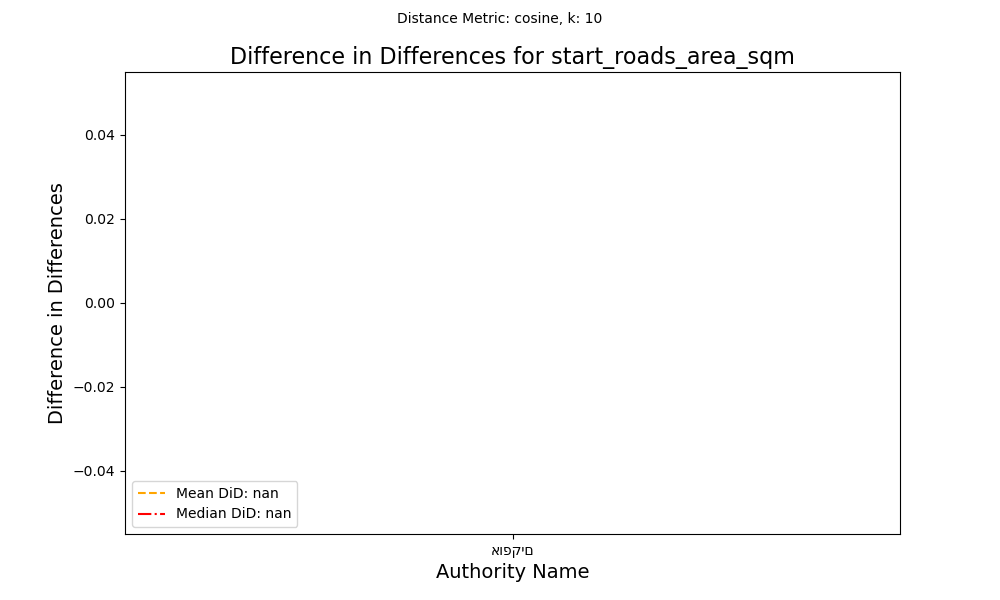 Distance Metric: cosine, k: 10
Difference in Differences for start_roads_area_sqm
Difference in Differences
0.04
0.02
0.00
−0.02
−0.04
Mean DiD: nan
Median DiD: nan
אופקים
Authority Name